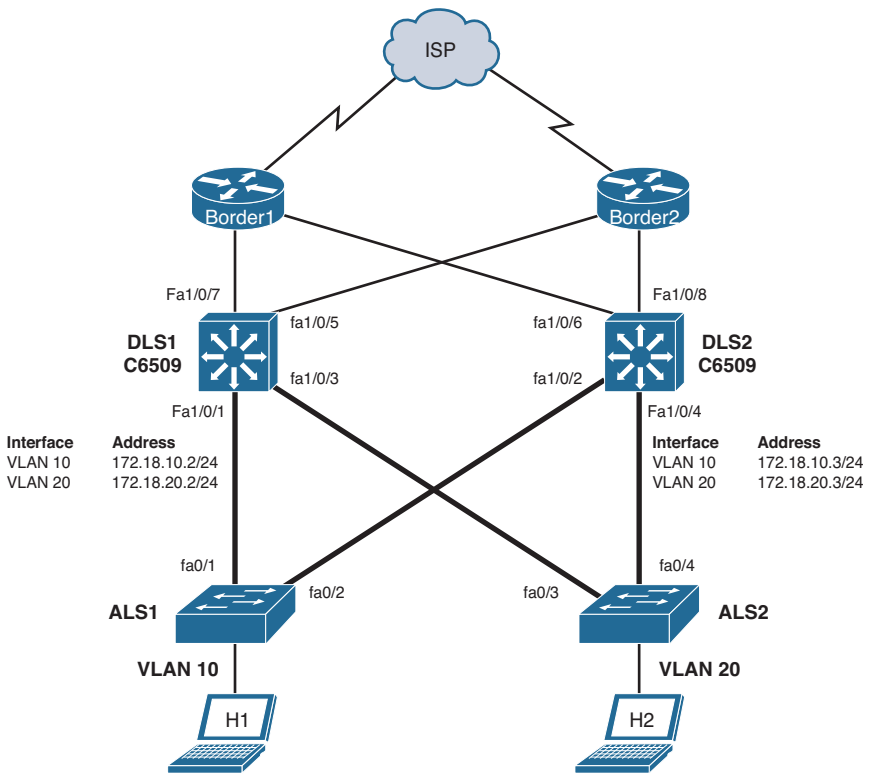 ISP
Border1
Border2
Fa1/0/7
Fa1/0/8
fa1/0/5
fa1/0/6
DLS1
C6509
DLS2
C6509
fa1/0/3
fa1/0/2
Fa1/0/1
Fa1/0/4
Interface Address
VLAN 10 172.18.10.2/24
VLAN 20 172.18.20.2/24
Interface Address
VLAN 10 172.18.10.3/24
VLAN 20 172.18.20.3/24
fa0/1
fa0/4
fa0/2
fa0/3
ALS1
ALS2
VLAN 10
VLAN 20
H1
H2